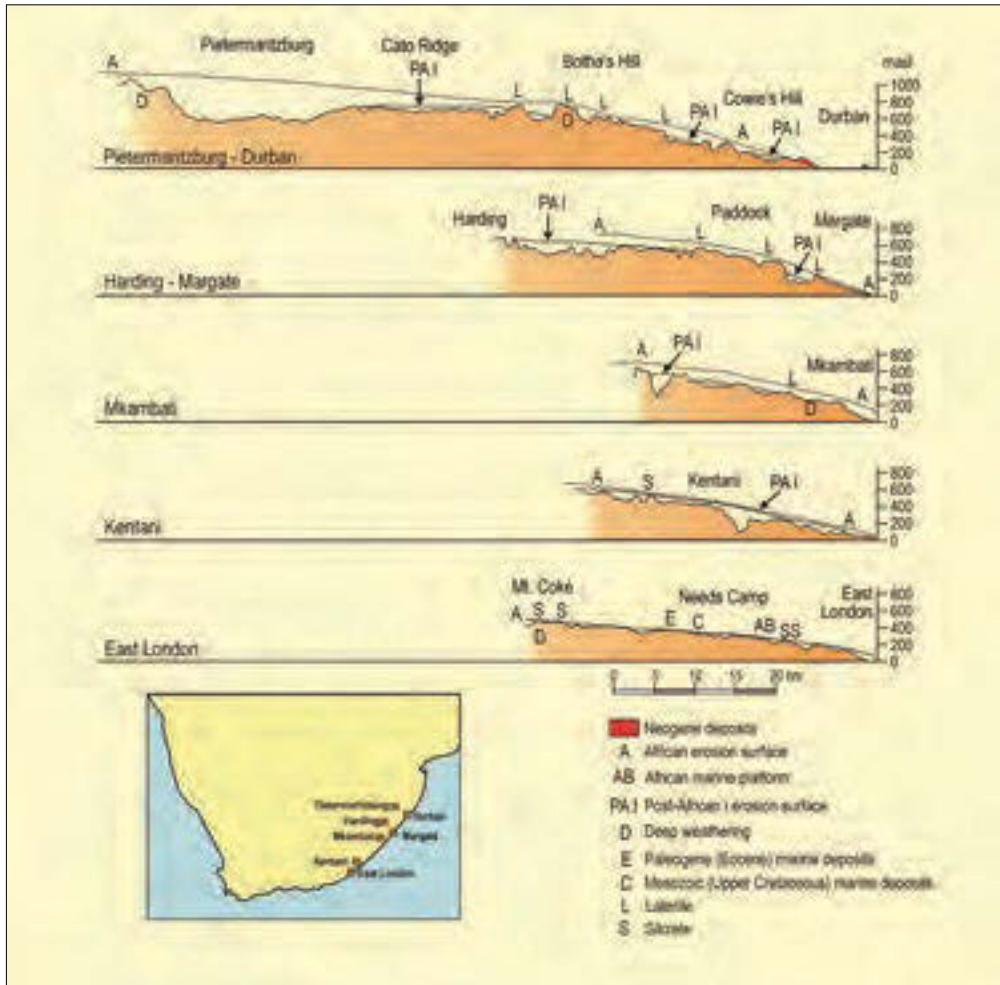 Pietermaritzburg Cato Ridge Botha's Hill
A PA I masl
L L L 1000
D D L Cowie's Hill 800
PA I A PA I Durban 600
400
200
Pietermaritzburg - Durban 0
Harding PA I A Paddock Margate
L L PA I L 800
600
400
200
Harding - Margate A 0
A PA I Mkambati 800
L A 600
D 400
200
Mkambati 0
A S Kentani PA I 800
A 600
400
200
Kentani 0
Mt. Coke Needs Camp East London
A S S E C AB SS 800
D 600
400
200
East London 0
0 5 10 15 20 km
Neogene deposits
A African erosion surface
AB African marine platform
PA I Post-African I erosion surface
D Deep weathering
E Paleogene (Eocene) marine deposits
C Mesozoic (Upper Cretaceous) marine deposits
L Laterite
S Silcrete
Durban
Margate
East London